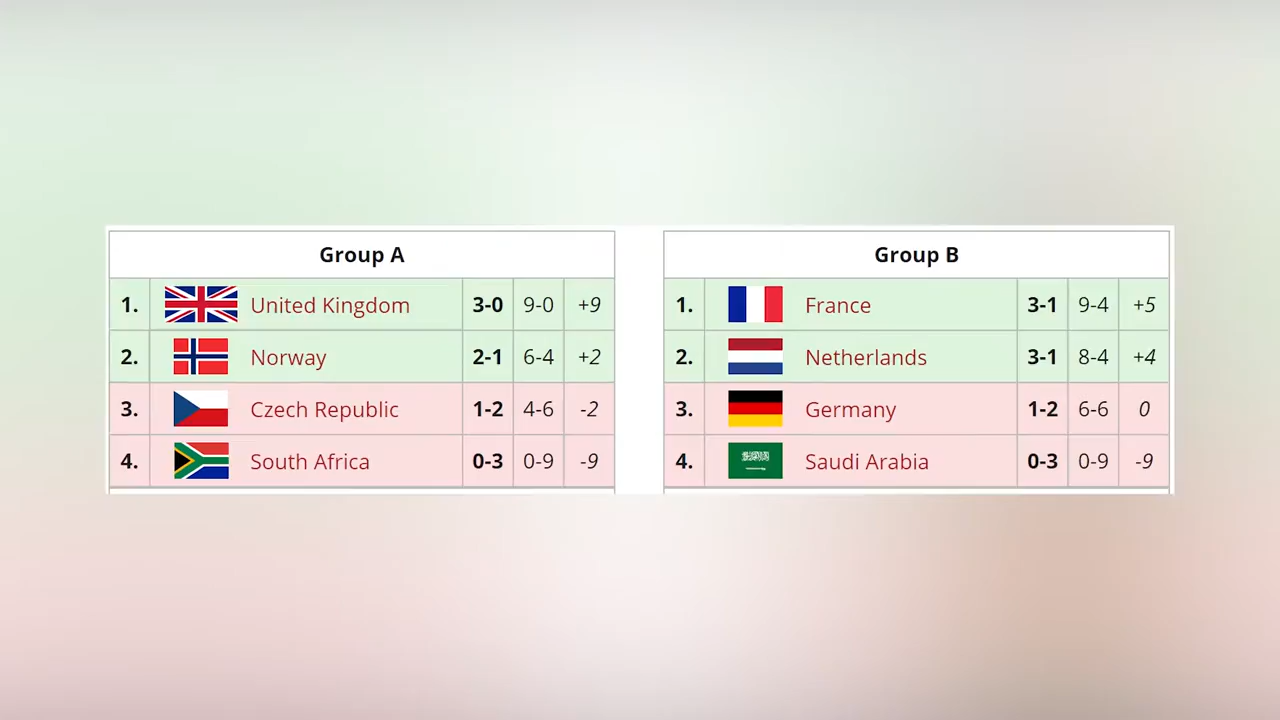 Group A
1. United Kingdom 3-0 9-0 +9
2. Norway 2-1 6-4 +2
3. Czech Republic 1-2 4-6 -2
4. South Africa 0-3 0-9 -9
Group B
1. France 3-1 9-4 +5
2. Netherlands 3-1 8-4 +4
3. Germany 1-2 6-6 0
4. Saudi Arabia 0-3 0-9 -9